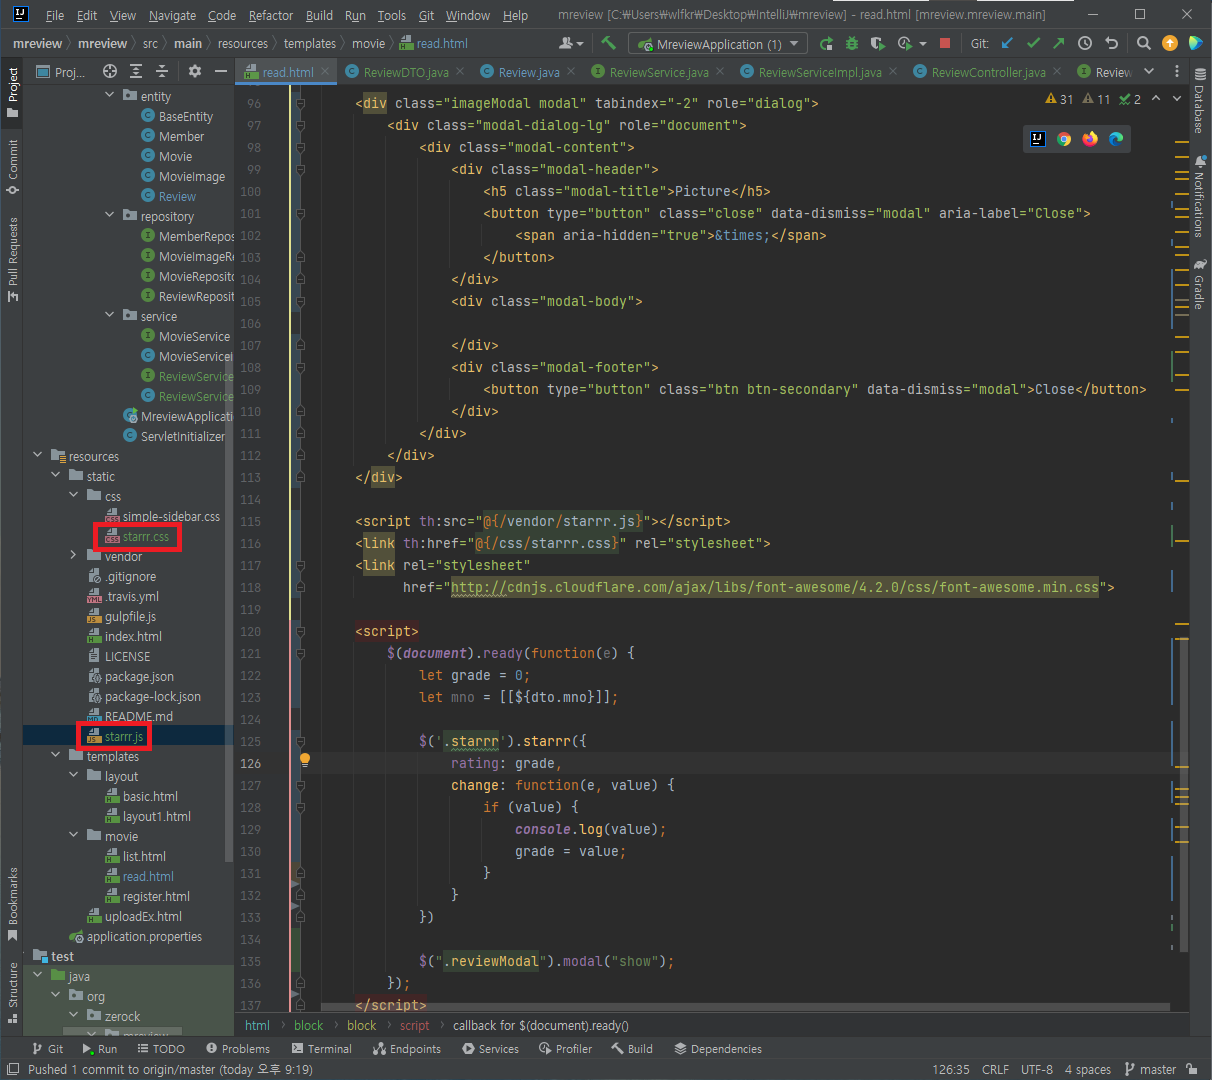 File Edit View Navigate Code Refactor Build Run Tools Git Window Help mreview [C:₩Users₩wlfkr₩Desktop₩IntelliJ₩mreview] - read.html [mreview.mreview.main]
mreview mreview src main resources templates movie read.html MreviewApplication (1) Git:
Proj... read.html ReviewDTO.java Review.java ReviewService.java ReviewServiceImpl.java ReviewController.java Review
Project
Commit
Pull Requests
Bookmarks
Structure
entity
BaseEntity
Member
Movie
MovieImage
Review
repository
MemberRepos
MovieImageRe
MovieReposito
ReviewReposit
service
MovieService
MovieServiceI
ReviewService
ReviewService
MreviewApplicati
ServletInitializer
resources
static
css
simple-sidebar.css
starrr.css
vendor
.gitignore
.travis.yml
gulpfile.js
index.html
LICENSE
package.json
package-lock.json
README.md
starrr.js
templates
layout
basic.html
layout1.html
movie
list.html
read.html
register.html
uploadEx.html
application.properties
test
java
org
zerock
mreview
31 11 2
96 <div class="imageModal modal" tabindex="-2" role="dialog">
97 <div class="modal-dialog-lg" role="document">
98 <div class="modal-content">
99 <div class="modal-header">
100 <h5 class="modal-title">Picture</h5>
101 <button type="button" class="close" data-dismiss="modal" aria-label="Close">
102 <span aria-hidden="true">&times;</span>
103 </button>
104 </div>
105 <div class="modal-body">
106
107 </div>
108 <div class="modal-footer">
109 <button type="button" class="btn btn-secondary" data-dismiss="modal">Close</button>
110 </div>
111 </div>
112 </div>
113 </div>
114
115 <script th:src="@{/vendor/starrr.js}"></script>
116 <link th:href="@{/css/starrr.css}" rel="stylesheet">
117 <link rel="stylesheet"
118 href="http://cdnjs.cloudflare.com/ajax/libs/font-awesome/4.2.0/css/font-awesome.min.css">
119
120 <script>
121 $(document).ready(function(e) {
122 let grade = 0;
123 let mno = [[${dto.mno}]];
124
125 $('.starrr').starrr({
126 rating: grade,
127 change: function(e, value) {
128 if (value) {
129 console.log(value);
130 grade = value;
131 }
132 }
133 })
134
135 $(".reviewModal").modal("show");
136 });
137 </script>
Database
Notifications
Gradle
html block block script callback for $(document).ready()
Git Run TODO Problems Terminal Endpoints Services Profiler Build Dependencies
Pushed 1 commit to origin/master (today 오후 9:19) 126:35 CRLF UTF-8 4 spaces master